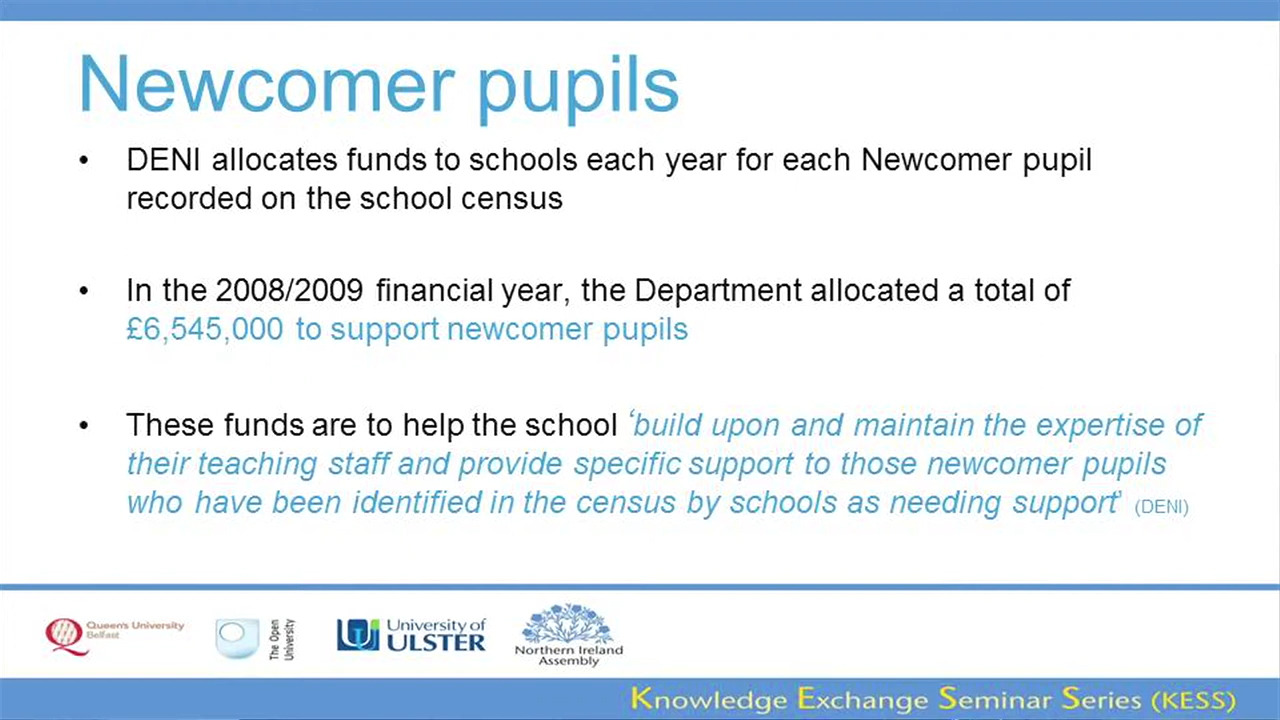 Newcomer pupils
• DENI allocates funds to schools each year for each Newcomer pupil
recorded on the school census
• In the 2008/2009 financial year, the Department allocated a total of
£6,545,000 to support newcomer pupils
• These funds are to help the school ‘build upon and maintain the expertise of
their teaching staff and provide specific support to those newcomer pupils
who have been identified in the census by schools as needing support’ (DENI)
Queen's University
Belfast
The Open
University
University of
ULSTER
Northern Ireland
Assembly
Knowledge Exchange Seminar Series (KESS)